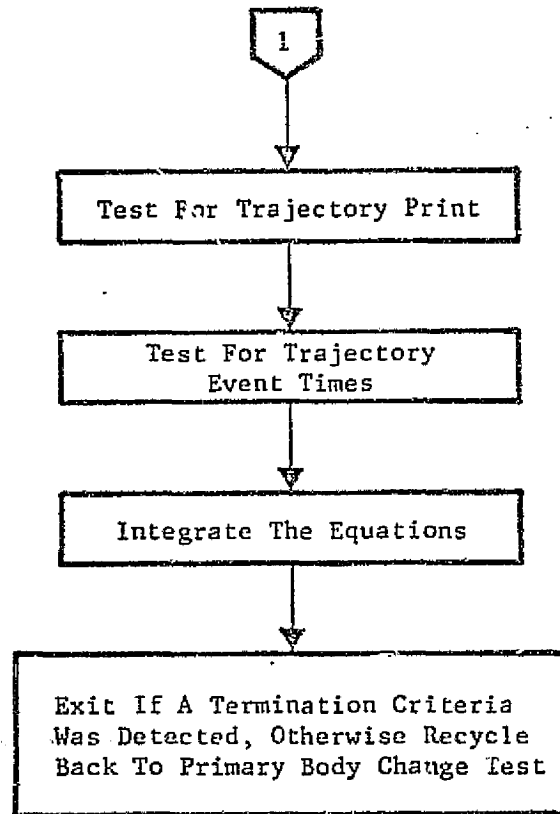 1
Test For Trajectory Print
Test For Trajectory
Event Times
Integrate The Equations
Exit If A Termination Criteria
Was Detected, Otherwise Recycle
Back To Primary Body Change Test